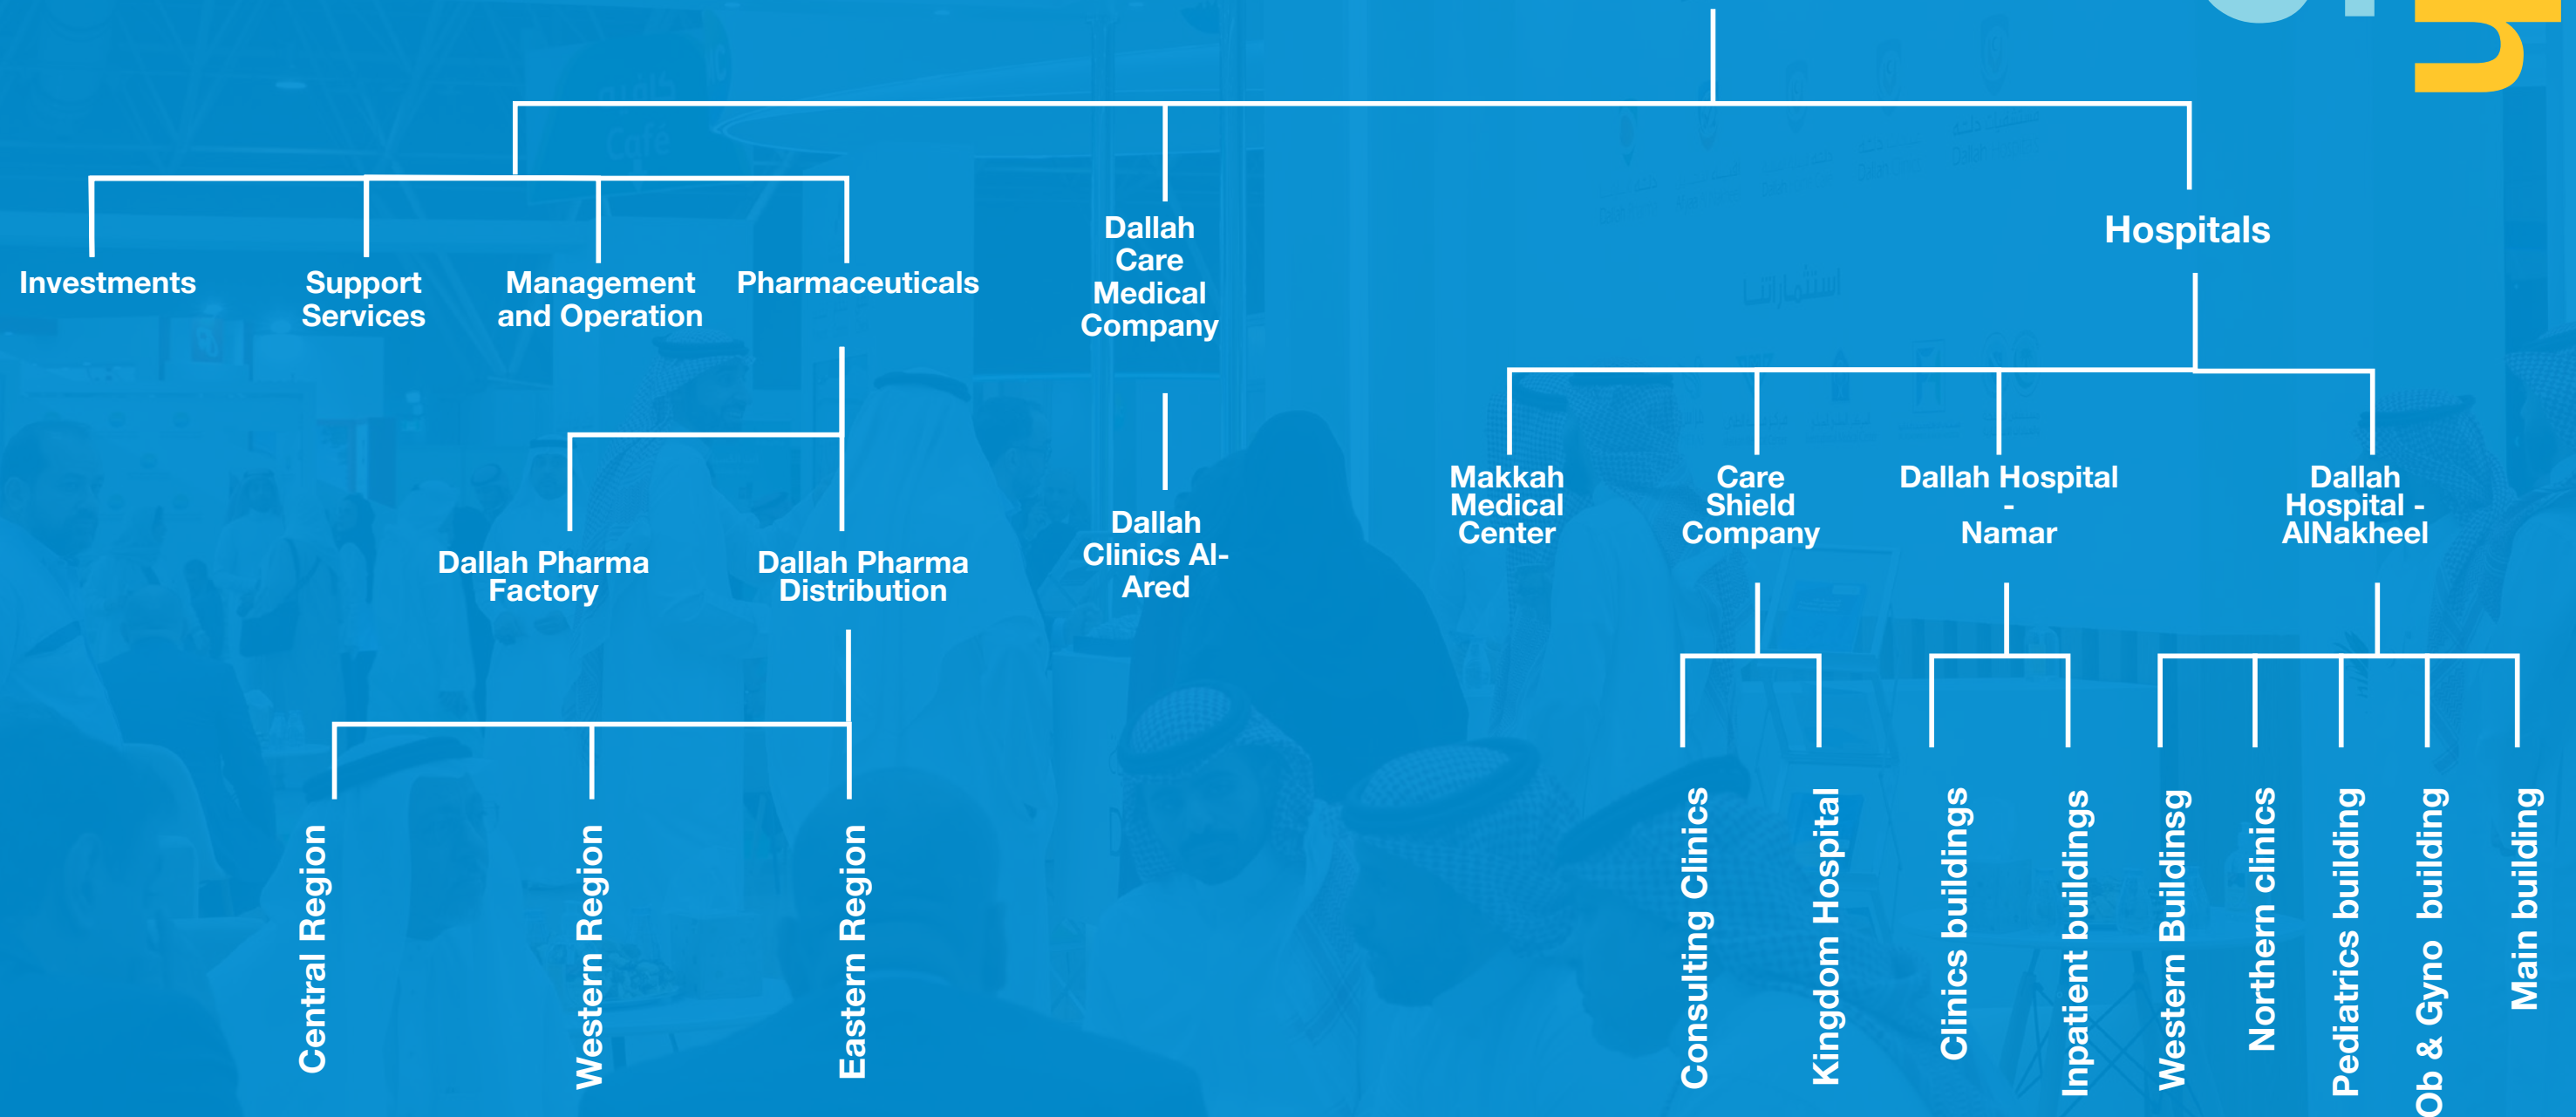 كافيه
Café
Hospitals
Dallah
Care
Medical
Company
Investments
Support
Services
Management
and Operation
Pharmaceuticals
استثماراتنا
Makkah
Medical
Center
Care
Shield
Company
Dallah Hospital
-
Namar
Dallah
Hospital -
AlNakheel
Dallah
Clinics Al-
Ared
Dallah Pharma
Factory
Dallah Pharma
Distribution
Central Region
Western Region
Eastern Region
Consulting Clinics
Kingdom Hospital
Clinics buildings
Inpatient buildings
Western Buildinsg
Northern clinics
Pediatrics building
Ob & Gyno building
Main building